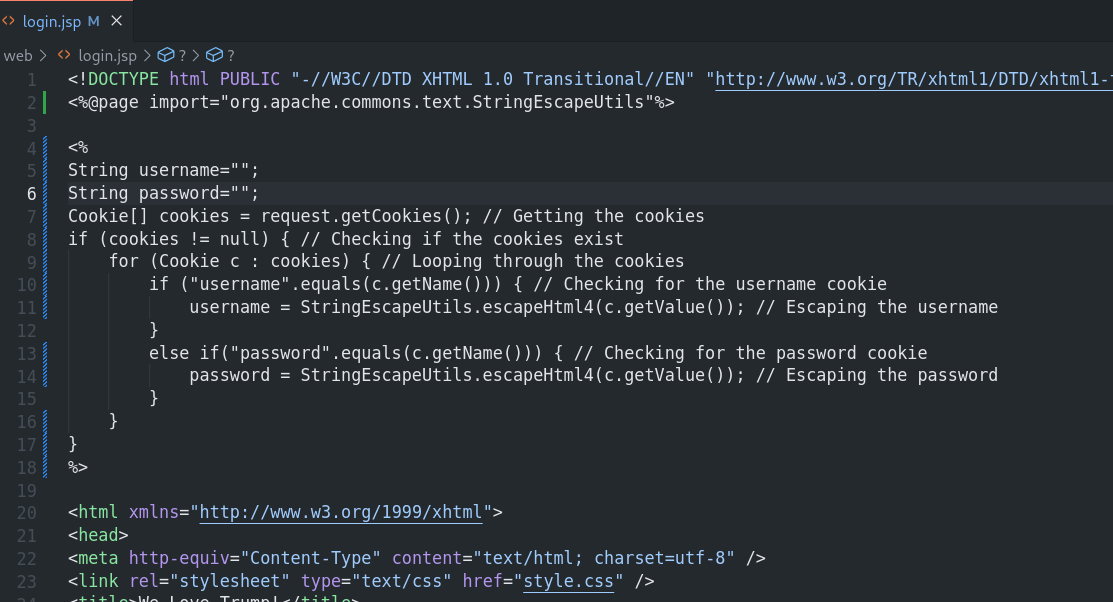 <> login.jsp M ×
web > <> login.jsp > ? > ?
1 <!DOCTYPE html PUBLIC "-//W3C//DTD XHTML 1.0 Transitional//EN" "http://www.w3.org/TR/xhtml1/DTD/xhtml1-
2 <%@page import="org.apache.commons.text.StringEscapeUtils"%>
3
4 <%
5 String username="";
6 String password="";
7 Cookie[] cookies = request.getCookies(); // Getting the cookies
8 if (cookies != null) { // Checking if the cookies exist
9     for (Cookie c : cookies) { // Looping through the cookies
10         if ("username".equals(c.getName())) { // Checking for the username cookie
11             username = StringEscapeUtils.escapeHtml4(c.getValue()); // Escaping the username
12         }
13         else if("password".equals(c.getName())) { // Checking for the password cookie
14             password = StringEscapeUtils.escapeHtml4(c.getValue()); // Escaping the password
15         }
16     }
17 }
18 %>
19
20 <html xmlns="http://www.w3.org/1999/xhtml">
21 <head>
22 <meta http-equiv="Content-Type" content="text/html; charset=utf-8" />
23 <link rel="stylesheet" type="text/css" href="style.css" />
24 <title>We Love Trump!</title>